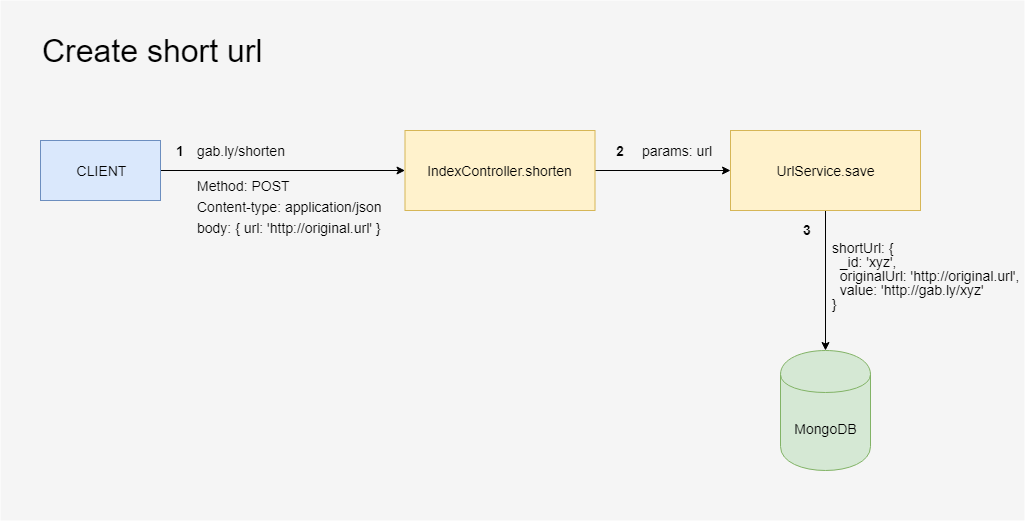 Create short url
CLIENT
1 gab.ly/shorten
Method: POST
Content-type: application/json
body: { url: 'http://original.url' }
IndexController.shorten
2 params: url
UrlService.save
3
shortUrl: {
_id: 'xyz',
originalUrl: 'http://original.url',
value: 'http://gab.ly/xyz'
}
MongoDB